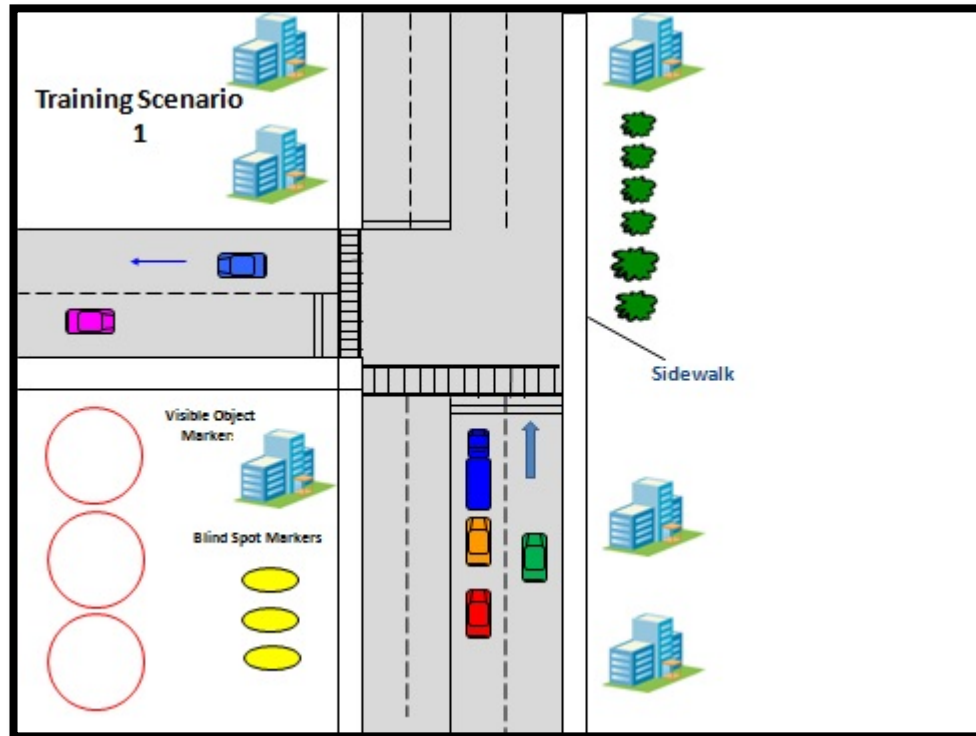 Training Scenario
1
Sidewalk
Visible Object
Marker:
Blind Spot Markers